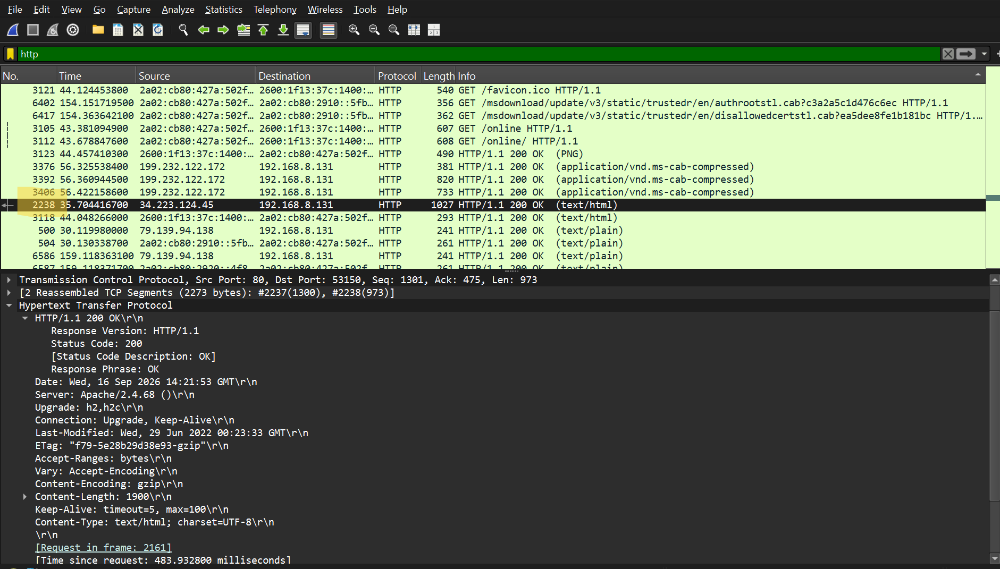 File Edit View Go Capture Analyze Statistics Telephony Wireless Tools Help
http
No. Time Source Destination Protocol Length Info
3121 44.124453800 2a02:cb80:427a:502f… 2600:1f13:37c:1400:… HTTP 540 GET /favicon.ico HTTP/1.1
6402 154.151719500 2a02:cb80:427a:502f… 2a02:cb80:2910::5fb… HTTP 356 GET /msdownload/update/v3/static/trustedr/en/authrootstl.cab?c3a2a5c1d476c6ec HTTP/1.1
6417 154.363642100 2a02:cb80:427a:502f… 2a02:cb80:2910::5fb… HTTP 362 GET /msdownload/update/v3/static/trustedr/en/disallowedcertstl.cab?ea5dee8fe1b181bc HTTP/1.…
3105 43.381094900 2a02:cb80:427a:502f… 2600:1f13:37c:1400:… HTTP 607 GET /online HTTP/1.1
3112 43.678847600 2a02:cb80:427a:502f… 2600:1f13:37c:1400:… HTTP 608 GET /online/ HTTP/1.1
3123 44.457410300 2600:1f13:37c:1400:… 2a02:cb80:427a:502f… HTTP 490 HTTP/1.1 200 OK (PNG)
3376 56.325538400 199.232.122.172 192.168.8.131 HTTP 381 HTTP/1.1 200 OK (application/vnd.ms-cab-compressed)
3392 56.360944500 199.232.122.172 192.168.8.131 HTTP 820 HTTP/1.1 200 OK (application/vnd.ms-cab-compressed)
3406 56.422158600 199.232.122.172 192.168.8.131 HTTP 733 HTTP/1.1 200 OK (application/vnd.ms-cab-compressed)
2238 35.704416700 34.223.124.45 192.168.8.131 HTTP 1027 HTTP/1.1 200 OK (text/html)
3118 44.048266000 2600:1f13:37c:1400:… 2a02:cb80:427a:502f… HTTP 293 HTTP/1.1 200 OK (text/html)
500 30.119980000 79.139.94.138 192.168.8.131 HTTP 241 HTTP/1.1 200 OK (text/plain)
504 30.130338700 2a02:cb80:2910::5fb… 2a02:cb80:427a:502f… HTTP 261 HTTP/1.1 200 OK (text/plain)
6586 159.118363100 79.139.94.138 192.168.8.131 HTTP 241 HTTP/1.1 200 OK (text/plain)
6587 159.118371700 2a02:cb80:2920::4f8 2a02:cb80:427a:502f HTTP 261 HTTP/1.1 200 OK (text/plain)
Transmission Control Protocol, Src Port: 80, Dst Port: 53150, Seq: 1301, Ack: 475, Len: 973
[2 Reassembled TCP Segments (2273 bytes): #2237(1300), #2238(973)]
Hypertext Transfer Protocol
HTTP/1.1 200 OK\r\n
Response Version: HTTP/1.1
Status Code: 200
[Status Code Description: OK]
Response Phrase: OK
Date: Wed, 16 Sep 2026 14:21:53 GMT\r\n
Server: Apache/2.4.68 ()\r\n
Upgrade: h2,h2c\r\n
Connection: Upgrade, Keep-Alive\r\n
Last-Modified: Wed, 29 Jun 2022 00:23:33 GMT\r\n
ETag: "f79-5e28b29d38e93-gzip"\r\n
Accept-Ranges: bytes\r\n
Vary: Accept-Encoding\r\n
Content-Encoding: gzip\r\n
Content-Length: 1900\r\n
Keep-Alive: timeout=5, max=100\r\n
Content-Type: text/html; charset=UTF-8\r\n
\r\n
[Request in frame: 2161]
[Time since request: 483.932800 milliseconds]